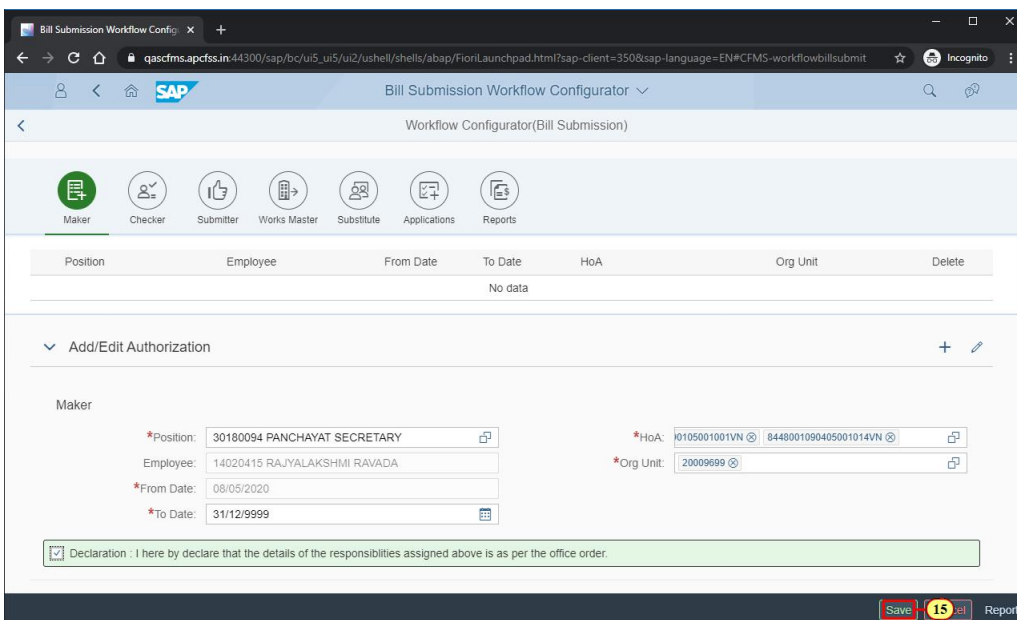 Bill Submission Workflow Config
qascfms.apcfss.in:44300/sap/bc/ui5_ui5/ui2/ushell/shells/abap/FioriLaunchpad.html?sap-client=350&sap-language=EN#CFMS-workflowbillsubmit Incognito
SAP Bill Submission Workflow Configurator
Workflow Configurator(Bill Submission)
Maker Checker Submitter Works Master Substitute Applications Reports
Position Employee From Date To Date HoA Org Unit Delete
No data
Add/Edit Authorization
Maker
*Position: 30180094 PANCHAYAT SECRETARY *HoA: 00105001001VN 8448001090405001014VN
Employee: 14020415 RAJYALAKSHMI RAVADA *Org Unit: 20009699
*From Date: 08/05/2020
*To Date: 31/12/9999
Declaration : I here by declare that the details of the responsiblities assigned above is as per the office order.
Save 15 el Report